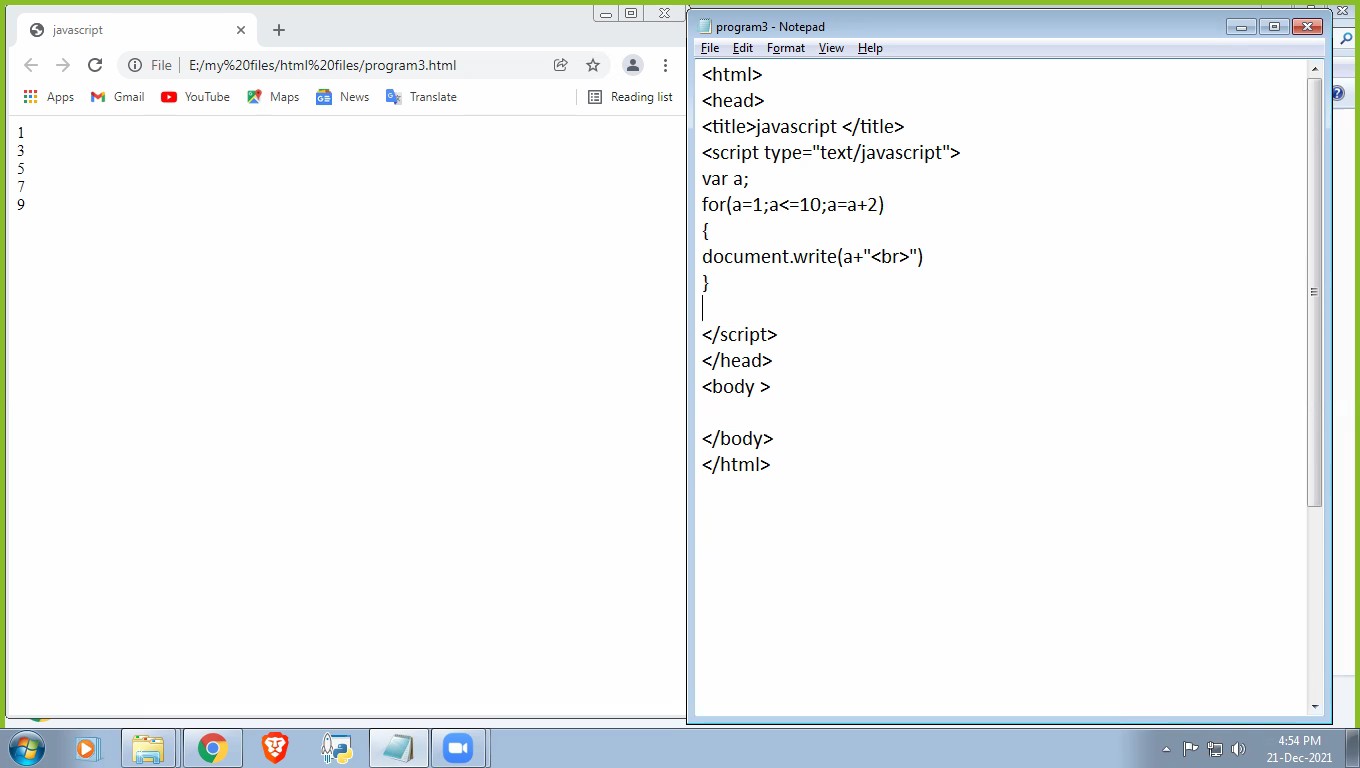 javascript
File
E:/my%20files/html%20files/program3.html
Apps
Gmail
YouTube
Maps
News
Translate
Reading list
1
3
5
7
9
program3 - Notepad
File Edit Format View Help
<html>
<head>
<title>javascript </title>
<script type="text/javascript">
var a;
for(a=1;a<=10;a=a+2)
{
document.write(a+"<br>")
}
</script>
</head>
<body >
</body>
</html>
4:54 PM
21-Dec-2021